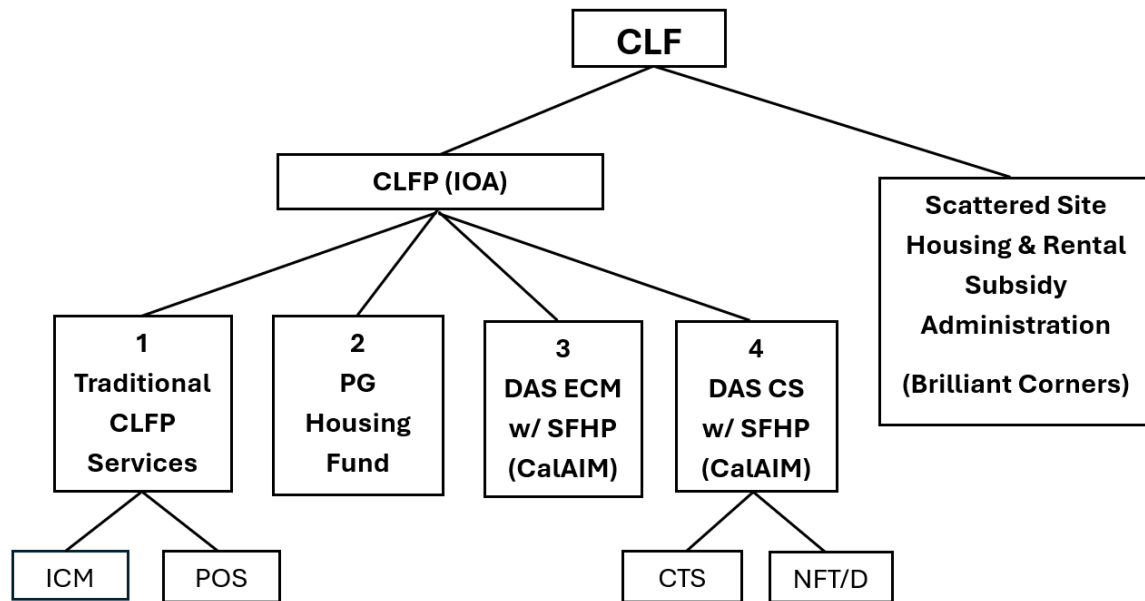 CLF
CLFP (IOA)
Scattered Site
Housing & Rental
Subsidy
Administration
(Brilliant Corners)
1
Traditional
CLFP
Services
2
PG
Housing
Fund
3
DAS ECM
w/ SFHP
(CalAIM)
4
DAS CS
w/ SFHP
(CalAIM)
ICM
POS
CTS
NFT/D